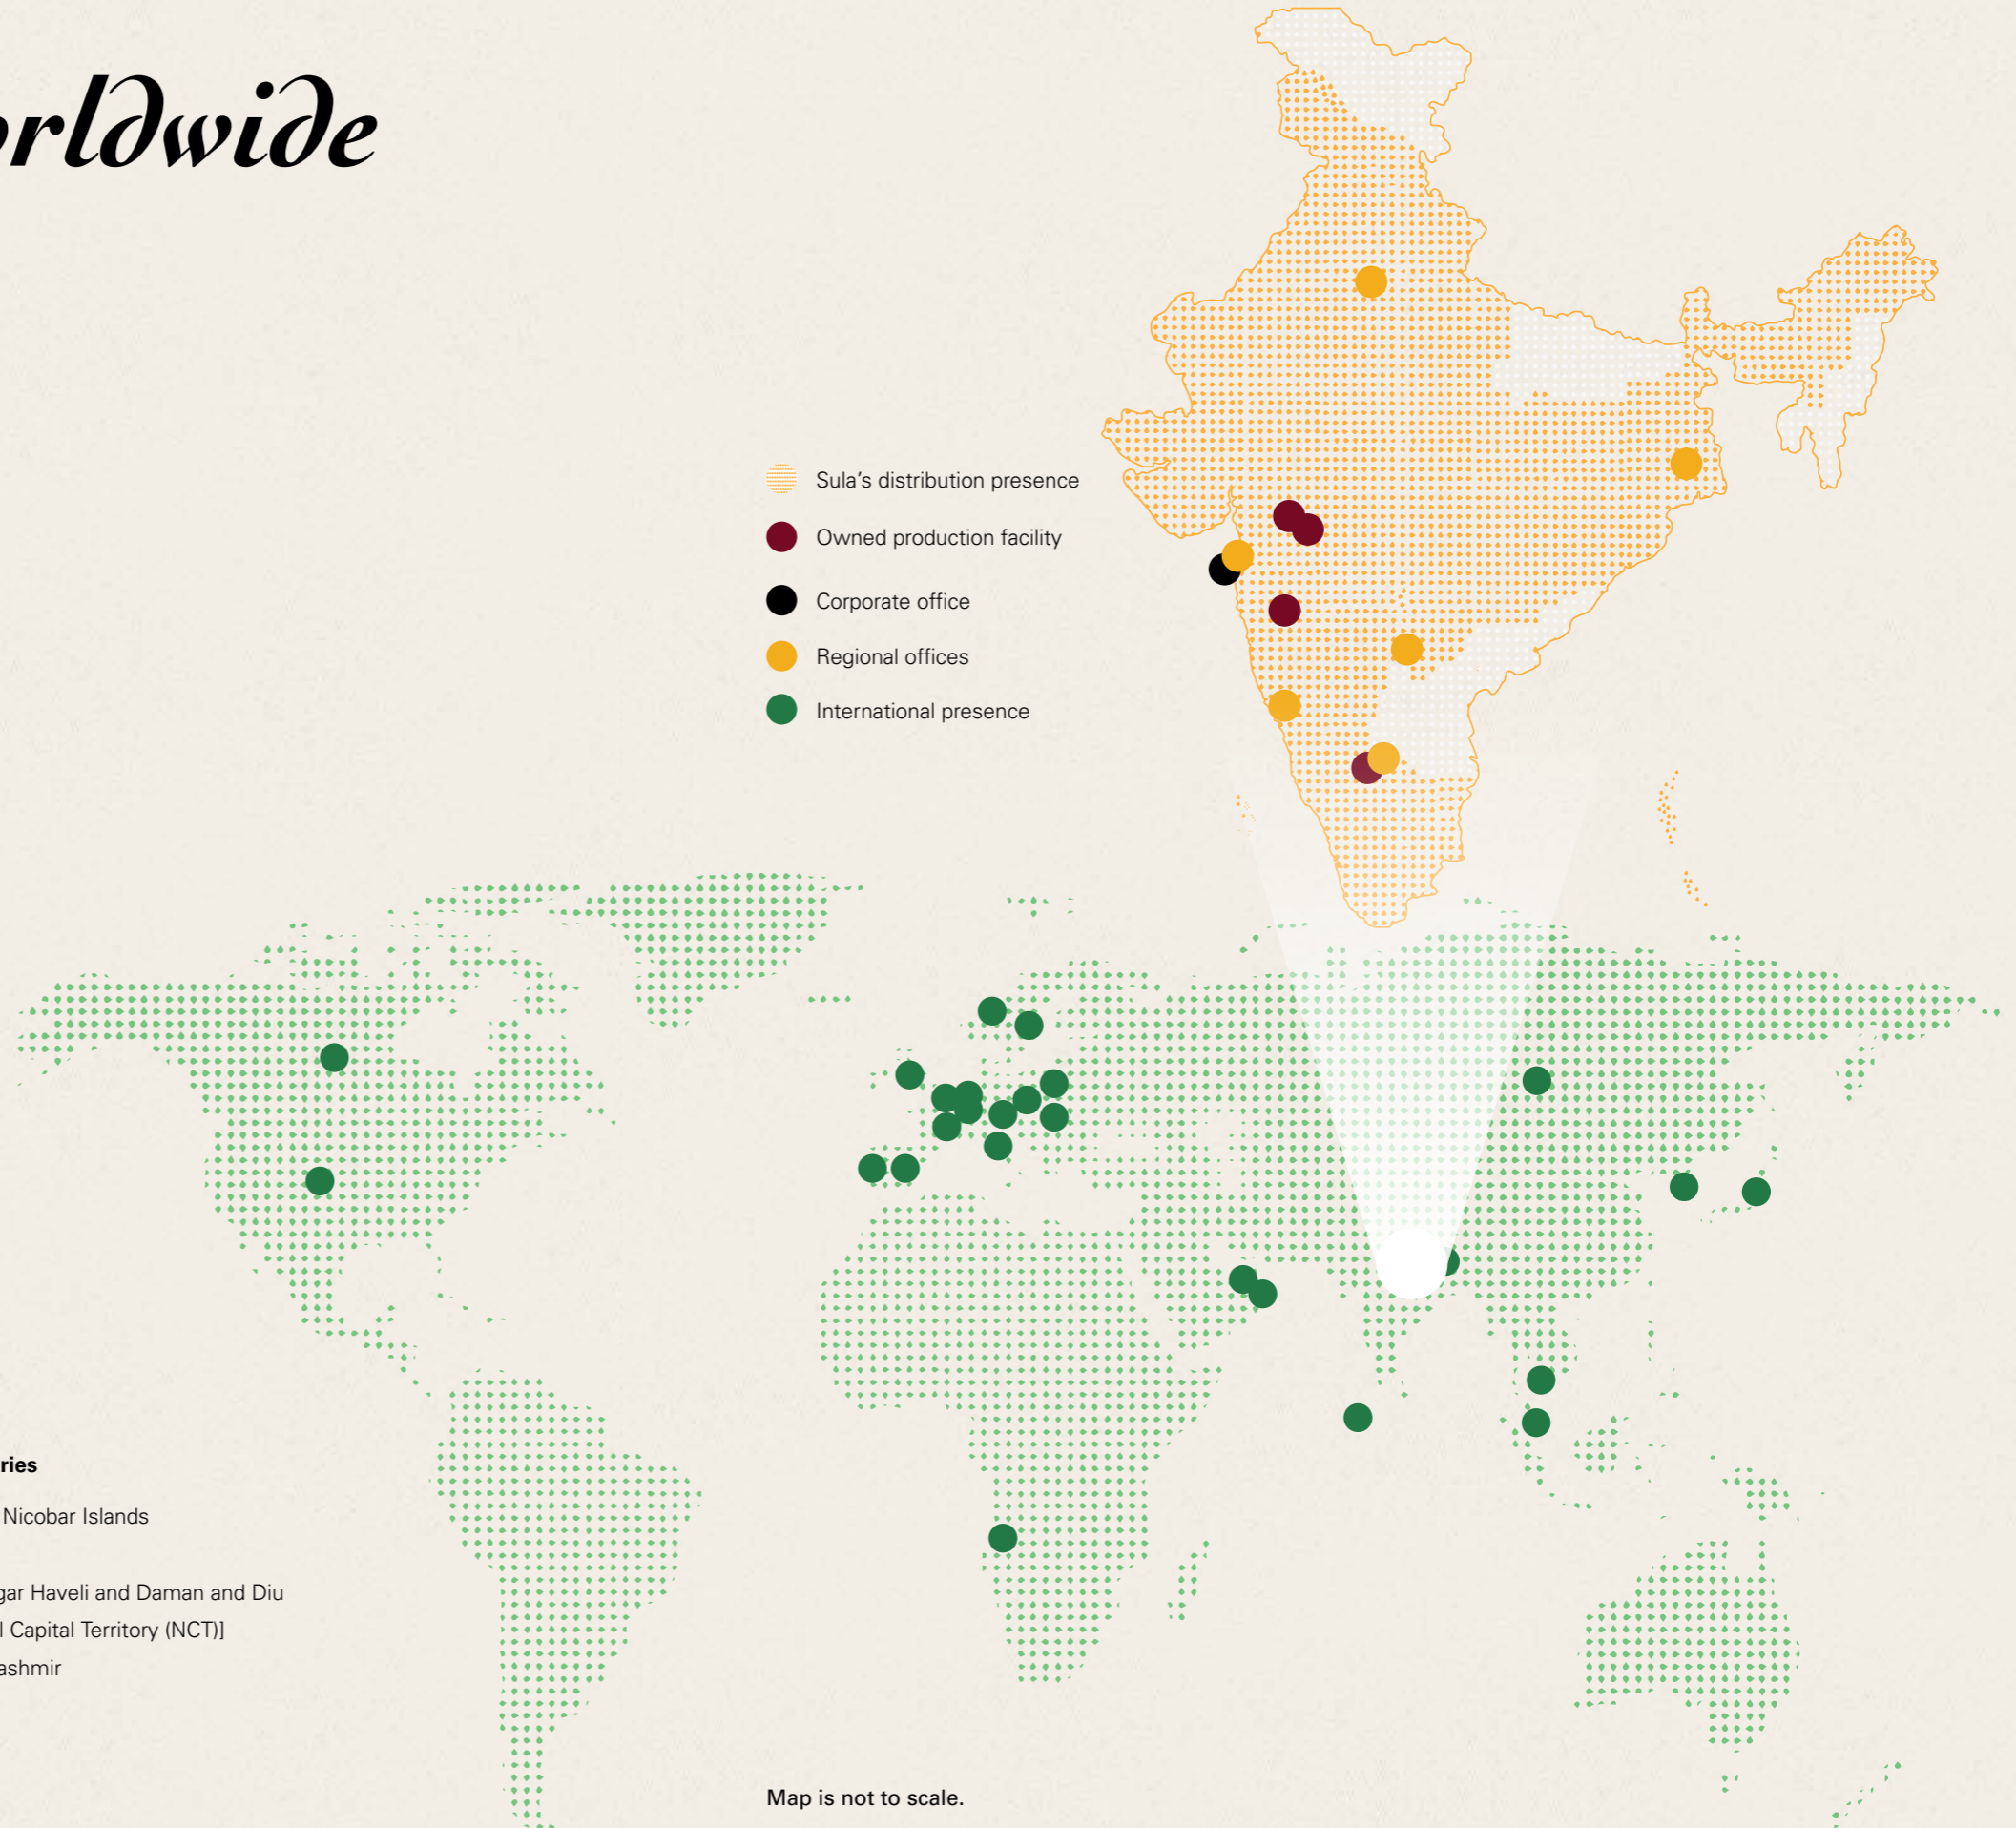 orldwide
Sula's distribution presence
Owned production facility
Corporate office
Regional offices
International presence
ries
Nicobar Islands
gar Haveli and Daman and Diu
l Capital Territory (NCT)]
ashmir
Map is not to scale.